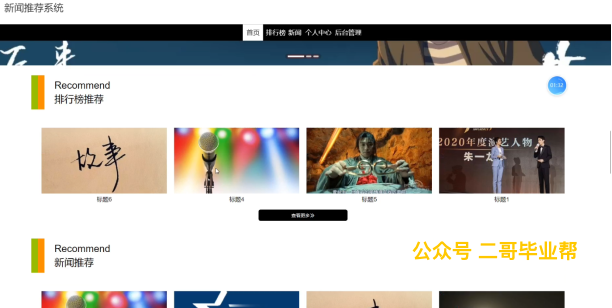 新闻推荐系统
首页 排行榜 新闻 个人中心 后台管理
Recommend
排行榜推荐
故事
2020年度演艺人物
朱一龙
标题6
标题4
标题5
标题1
查看更多
Recommend
新闻推荐
公众号 二哥毕业帮